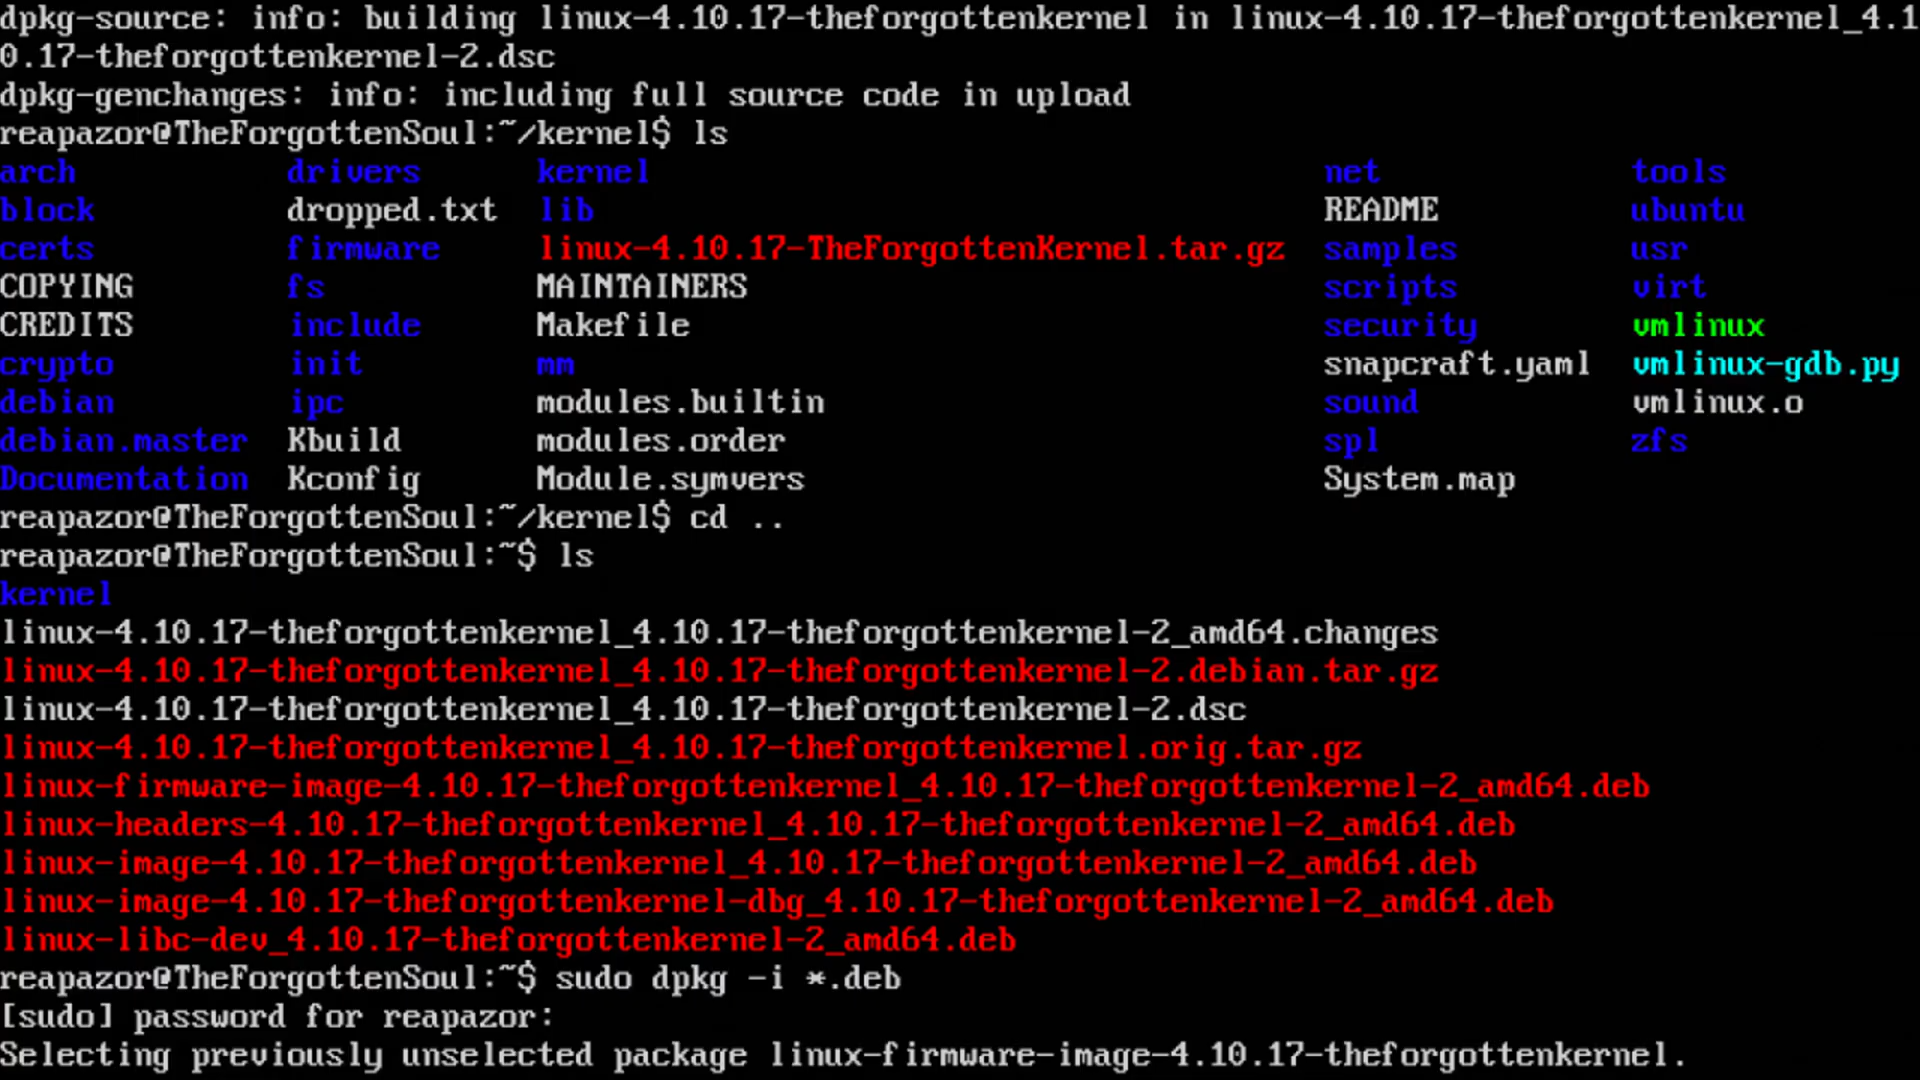 dpkg-source: info: building linux-4.10.17-theforgottenkernel in linux-4.10.17-theforgottenkernel_4.1
0.17-theforgottenkernel-2.dsc
dpkg-genchanges: info: including full source code in upload
reapazor@TheForgottenSoul:~/kernel$ ls
arch drivers kernel net tools
block dropped.txt lib README ubuntu
certs firmware linux-4.10.17-TheForgottenKernel.tar.gz samples usr
COPYING fs MAINTAINERS scripts virt
CREDITS include Makefile security vmlinux
crypto init mm snapcraft.yaml vmlinux-gdb.py
debian ipc modules.builtin sound vmlinux.o
debian.master Kbuild modules.order spl zfs
Documentation Kconfig Module.symvers System.map
reapazor@TheForgottenSoul:~/kernel$ cd ..
reapazor@TheForgottenSoul:~$ ls
kernel
linux-4.10.17-theforgottenkernel_4.10.17-theforgottenkernel-2_amd64.changes
linux-4.10.17-theforgottenkernel_4.10.17-theforgottenkernel-2.debian.tar.gz
linux-4.10.17-theforgottenkernel_4.10.17-theforgottenkernel-2.dsc
linux-4.10.17-theforgottenkernel_4.10.17-theforgottenkernel.orig.tar.gz
linux-firmware-image-4.10.17-theforgottenkernel_4.10.17-theforgottenkernel-2_amd64.deb
linux-headers-4.10.17-theforgottenkernel_4.10.17-theforgottenkernel-2_amd64.deb
linux-image-4.10.17-theforgottenkernel_4.10.17-theforgottenkernel-2_amd64.deb
linux-image-4.10.17-theforgottenkernel-dbg_4.10.17-theforgottenkernel-2_amd64.deb
linux-libc-dev_4.10.17-theforgottenkernel-2_amd64.deb
reapazor@TheForgottenSoul:~$ sudo dpkg -i *.deb
[sudo] password for reapazor:
Selecting previously unselected package linux-firmware-image-4.10.17-theforgottenkernel.